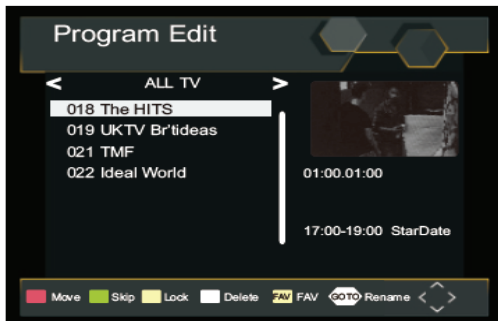 Program Edit
< ALL TV >
018 The HITS
019 UKTV Br'tideas
021 TMF
022 Ideal World
01:00.01:00
17:00-19:00 StarDate
Move Skip Lock Delete FAV FAV GOTO Rename